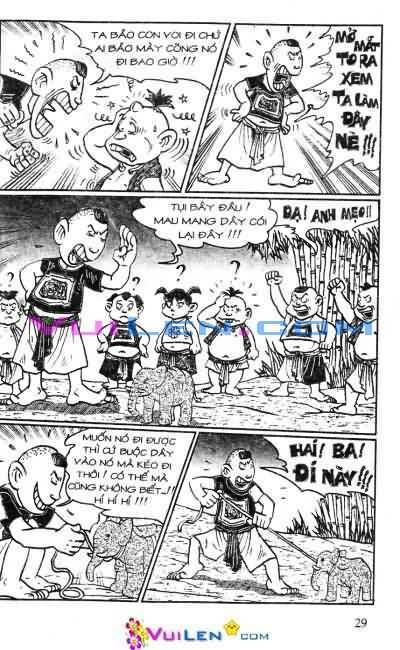 TA BẢO CON VOI ĐI CHỨ
AI BẢO MÀY CÕNG NÓ
ĐI BAO GIỜ !!!
MỞ MẮT
TO RA
XEM
TA LÀM
ĐÂY
NÈ!!!
TỤI BÂY ĐÂU !
MAU MANG DÂY CÓI
LẠI ĐÂY !!!
DẠ! ANH MẸO!!
?
?
?
?
VuiLen.com
MUỐN NÓ ĐI ĐƯỢC
THÌ CỨ BUỘC DÂY
VÀO NÓ MÀ KÉO ĐI
THÔI ! CÓ THẾ MÀ
CŨNG KHÔNG BIẾT...!
HÍ HÍ HÍ !!!
HAI! BA!
ĐI NÀY!!!
29
VuiLen.com